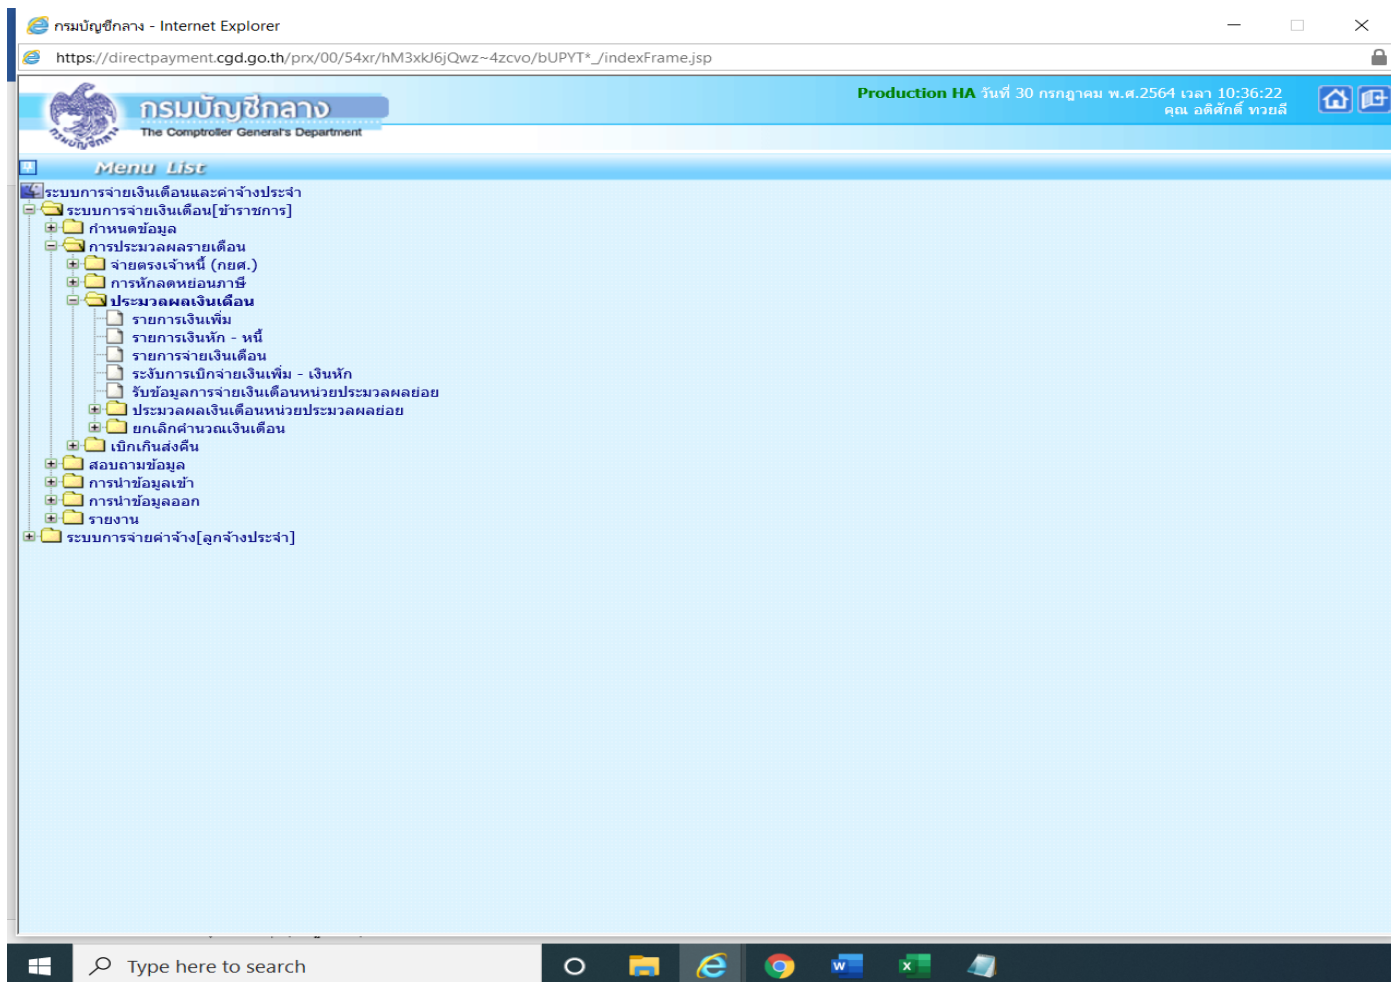 กรมบัญชีกลาง - Internet Explorer
https://directpayment.cgd.go.th/prx/00/54xr/hM3xkJ6jQwz~4zcvo/bUPYT*_/indexFrame.jsp
กรมบัญชีกลาง
The Comptroller General's Department
กรมบัญชีกลาง
Production HA วันที่ 30 กรกฎาคม พ.ศ.2564 เวลา 10:36:22
คุณ อดิศักดิ์ ทวยลี
Menu List
ระบบการจ่ายเงินเดือนและค่าจ้างประจำ
ระบบการจ่ายเงินเดือน[ข้าราชการ]
กำหนดข้อมูล
การประมวลผลรายเดือน
จ่ายตรงเจ้าหนี้ (กยศ.)
การหักลดหย่อนภาษี
ประมวลผลเงินเดือน
รายการเงินเพิ่ม
รายการเงินหัก - หนี้
รายการจ่ายเงินเดือน
ระงับการเบิกจ่ายเงินเพิ่ม - เงินหัก
รับข้อมูลการจ่ายเงินเดือนหน่วยประมวลผลย่อย
ประมวลผลเงินเดือนหน่วยประมวลผลย่อย
ยกเลิกคำนวณเงินเดือน
เบิกเกินส่งคืน
สอบถามข้อมูล
การนำข้อมูลเข้า
การนำข้อมูลออก
รายงาน
ระบบการจ่ายค่าจ้าง[ลูกจ้างประจำ]
Type here to search